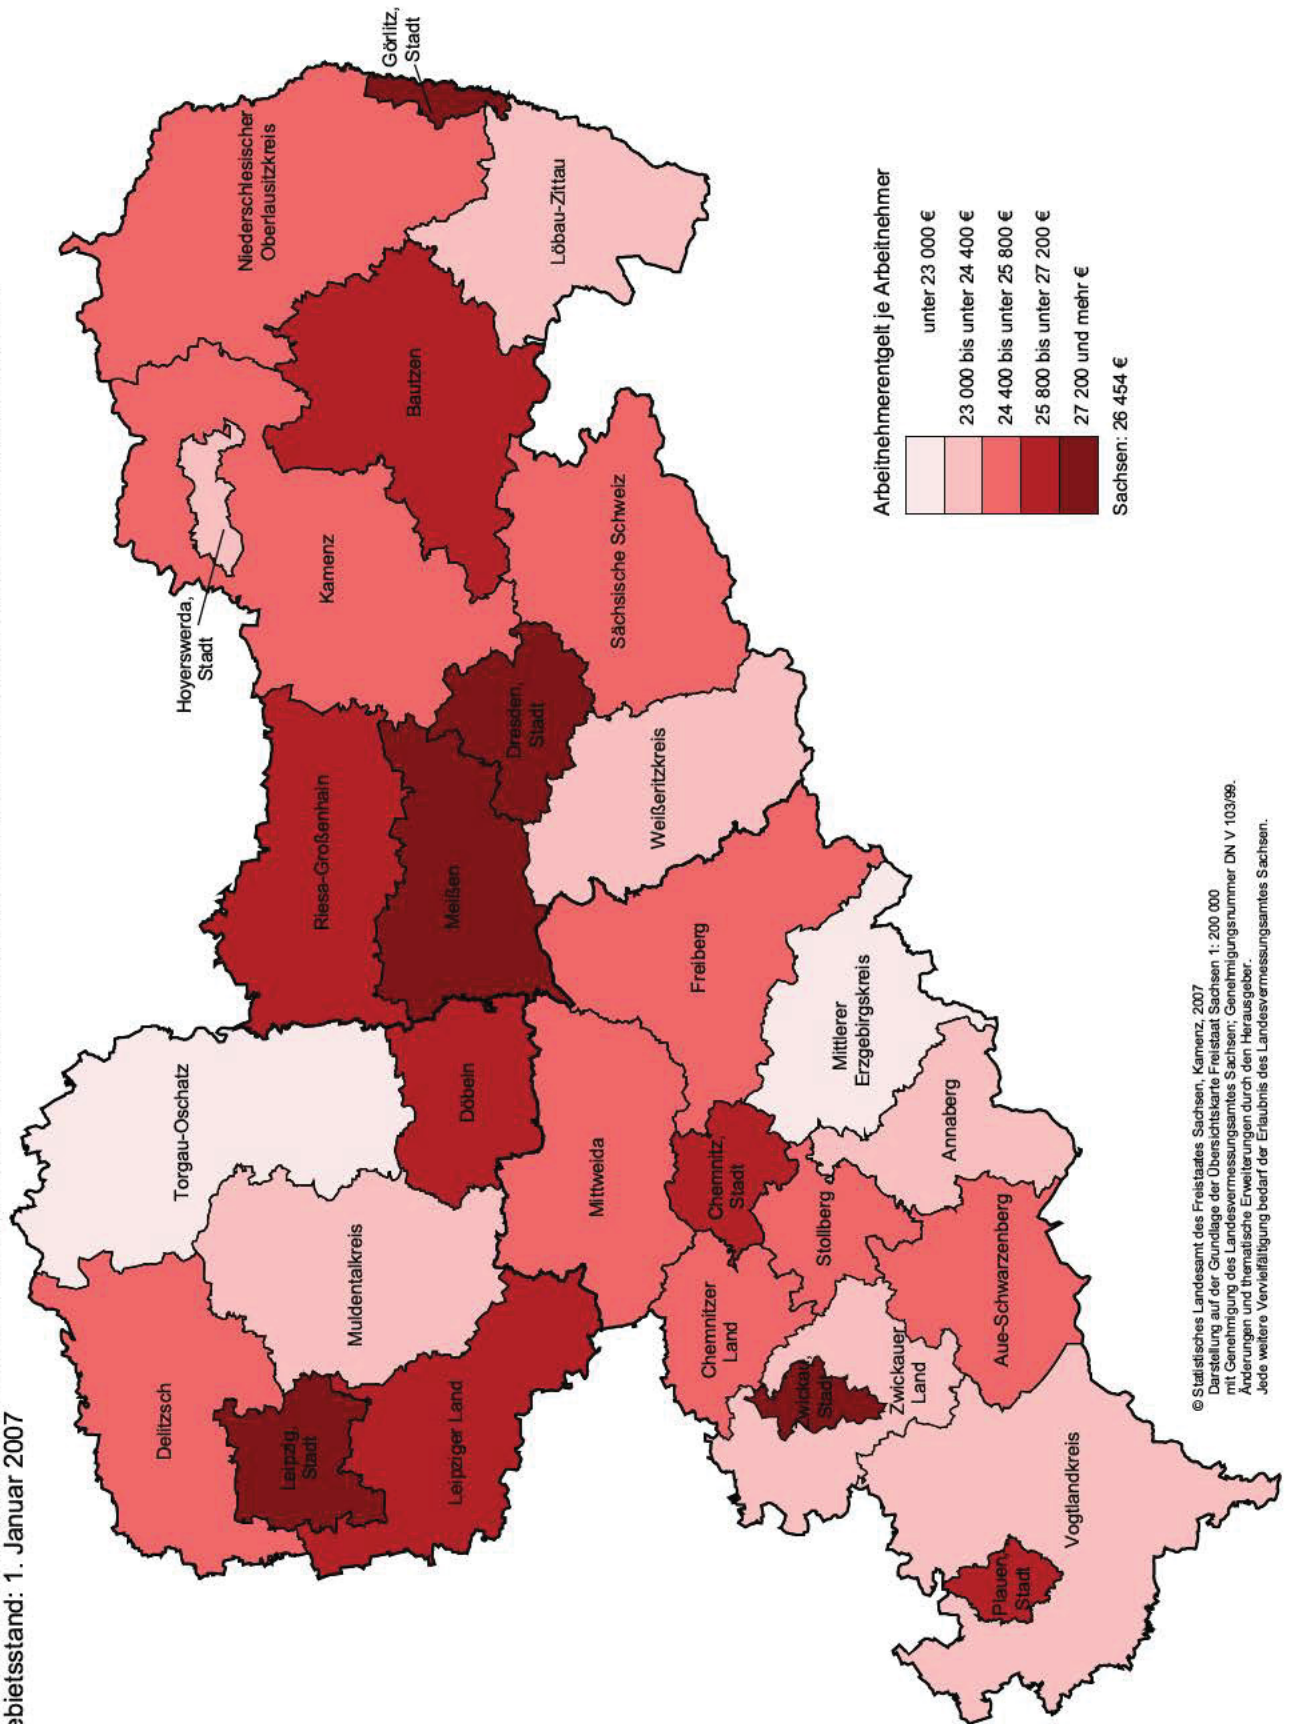 ebietsstand: 1. Januar 2007
Görlitz,
Stadt
Niederschlesischer
Oberlausitzkreis
Löbau-Zittau
Bautzen
Hoyerswerda,
Stadt
Kamenz
Sächsische Schweiz
Dresden,
Stadt
Weißeritzkreis
Riesa-Großenhain
Meißen
Freiberg
Mittlerer
Erzgebirgskreis
Torgau-Oschatz
Döbeln
Mittweida
Chemnitz,
Stadt
Annaberg
Stollberg
Aue-Schwarzenberg
Muldentalkreis
Delitzsch
Leipzig,
Stadt
Leipziger Land
Chemnitzer
Land
Zwickau,
Stadt
Zwickauer
Land
Vogtlandkreis
Plauen,
Stadt
Arbeitnehmerentgelt je Arbeitnehmer
unter 23 000 €
23 000 bis unter 24 400 €
24 400 bis unter 25 800 €
25 800 bis unter 27 200 €
27 200 und mehr €
Sachsen: 26 454 €
© Statistisches Landesamt des Freistaates Sachsen, Kamenz, 2007
Darstellung auf der Grundlage der Übersichtskarte Freistaat Sachsen 1: 200 000
mit Genehmigung des Landesvermessungsamtes Sachsen; Genehmigungsnummer DN V 103/99.
Änderungen und thematische Erweiterungen durch den Herausgeber.
Jede weitere Vervielfältigung bedarf der Erlaubnis des Landesvermessungsamtes Sachsen.